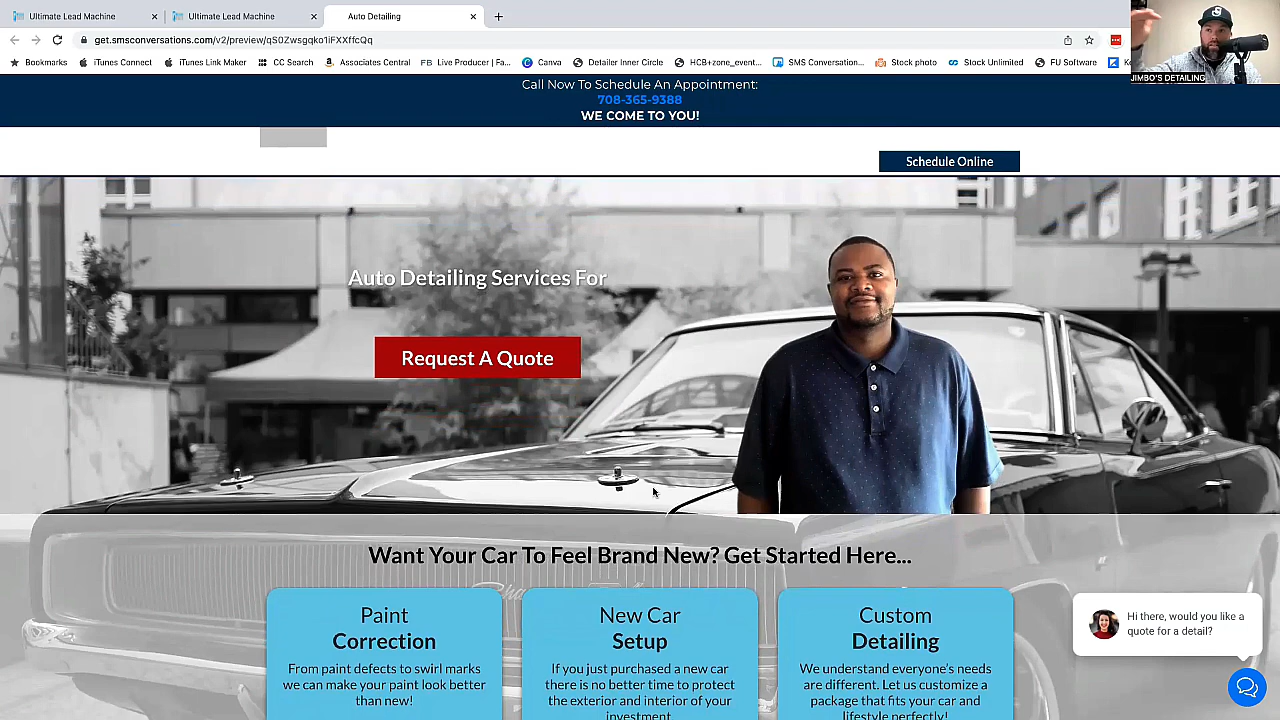 Ultimate Lead Machine
Ultimate Lead Machine
Auto Detailing
get.smsconversations.com/v2/preview/qS0Zwsgqko1iFXXffcQq
Bookmarks
iTunes Connect
iTunes Link Maker
CC Search
Associates Central
Live Producer | Fa...
Canva
Detailer Inner Circle
HCB+zone_event...
SMS Conversation...
Stock photo
Stock Unlimited
FU Software
JIMBO'S DETAILING
Call Now To Schedule An Appointment:
708-365-9388
WE COME TO YOU!
Schedule Online
Auto Detailing Services For
Request A Quote
Want Your Car To Feel Brand New? Get Started Here...
Paint
Correction
From paint defects to swirl marks
we can make your paint look better
than new!
New Car
Setup
If you just purchased a new car
there is no better time to protect
the exterior and interior of your
investment.
Custom
Detailing
We understand everyone's needs
are different. Let us customize a
package that fits your car and
lifestyle perfectly!
Hi there, would you like a
quote for a detail?